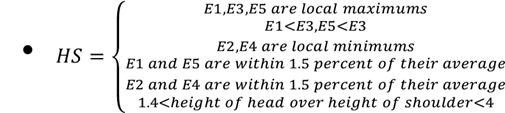 E1,E3,E5 are local maximums
E1<E3,E5<E3
• HS = {
E2,E4 are local minimums
E1 and E5 are within 1.5 percent of their average
E2 and E4 are within 1.5 percent of their average
1.4<height of head over height of shoulder<4